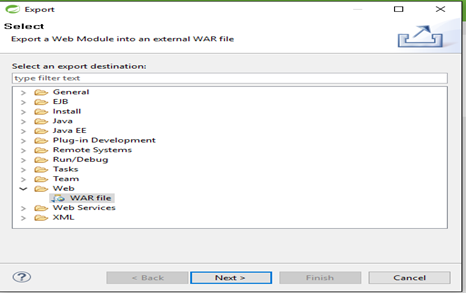 Export
Select
Export a Web Module into an external WAR file
Select an export destination:
type filter text
General
EJB
Install
Java
Java EE
Plug-in Development
Remote Systems
Run/Debug
Tasks
Team
Web
WAR file
Web Services
XML
? < Back Next > Finish Cancel